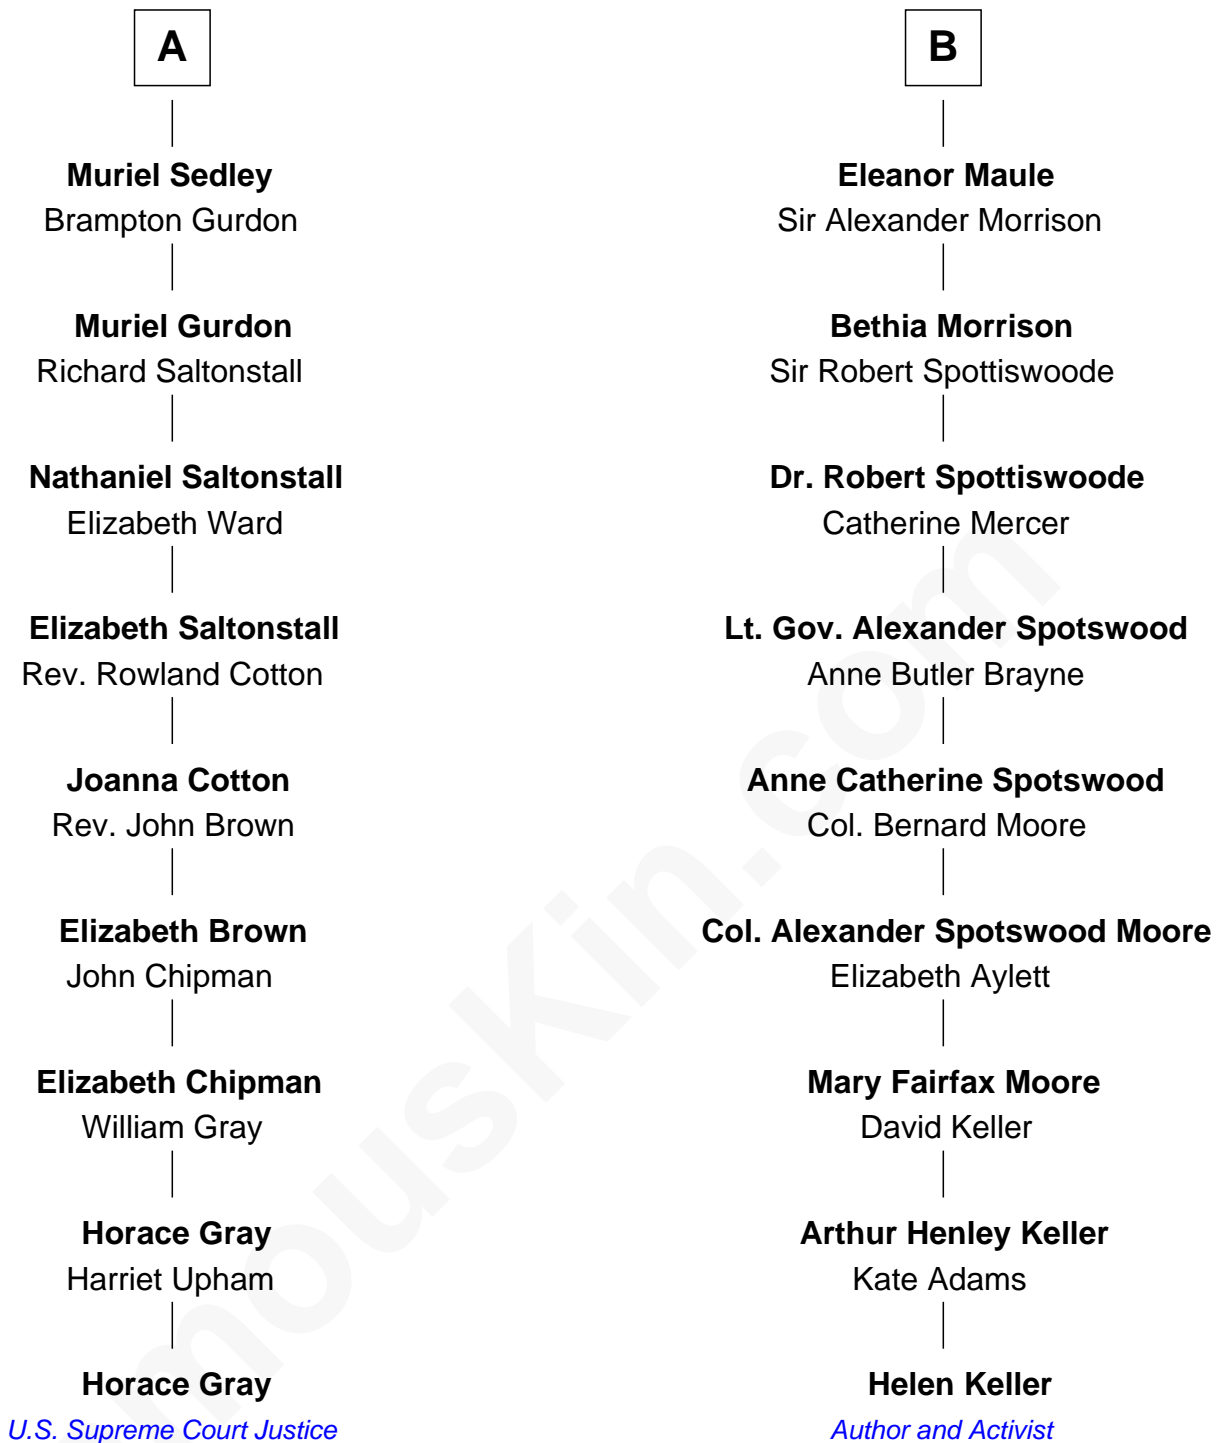 A
Muriel Sedley
Brampton Gurdon
Muriel Gurdon
Richard Saltonstall
Nathaniel Saltonstall
Elizabeth Ward
Elizabeth Saltonstall
Rev. Rowland Cotton
Joanna Cotton
Rev. John Brown
Elizabeth Brown
John Chipman
Elizabeth Chipman
William Gray
Horace Gray
Harriet Upham
Horace Gray
U.S. Supreme Court Justice
B
Eleanor Maule
Sir Alexander Morrison
Bethia Morrison
Sir Robert Spottiswoode
Dr. Robert Spottiswoode
Catherine Mercer
Lt. Gov. Alexander Spotswood
Anne Butler Brayne
Anne Catherine Spotswood
Col. Bernard Moore
Col. Alexander Spotswood Moore
Elizabeth Aylett
Mary Fairfax Moore
David Keller
Arthur Henley Keller
Kate Adams
Helen Keller
Author and Activist
mousKin.com